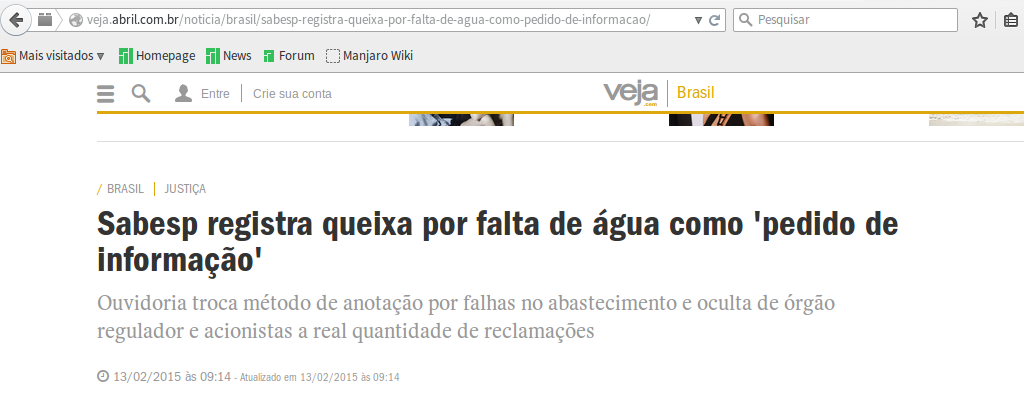 veja.abril.com.br/noticia/brasil/sabesp-registra-queixa-por-falta-de-agua-como-pedido-de-informacao/
Pesquisar
Mais visitados
Homepage
News
Forum
Manjaro Wiki
Entre
Crie sua conta
veja
.com
Brasil
/ BRASIL | JUSTIÇA
Sabesp registra queixa por falta de água como 'pedido de
informação'
Ouvidoria troca método de anotação por falhas no abastecimento e oculta de órgão
regulador e acionistas a real quantidade de reclamações
13/02/2015 às 09:14 - Atualizado em 13/02/2015 às 09:14